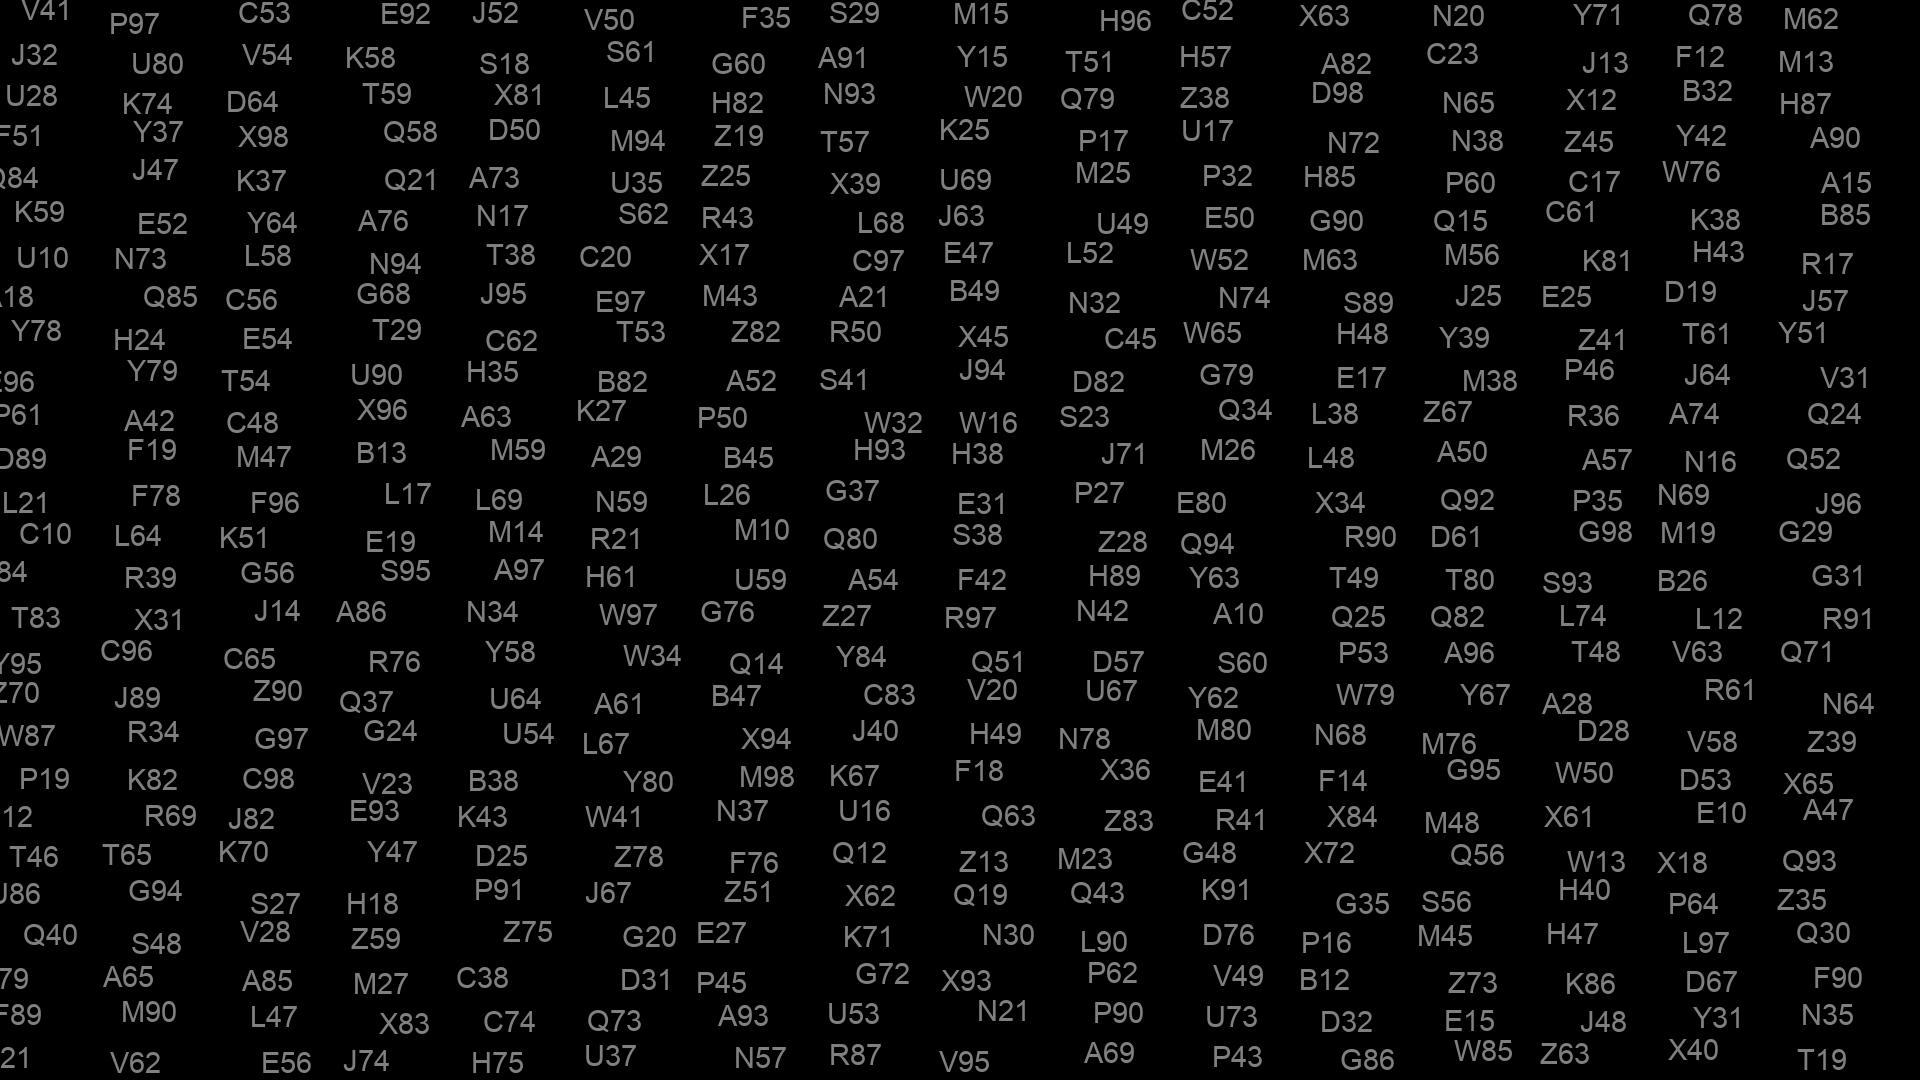 V41 P97 C53 E92 J52 V50 F35 S29 M15 H96 C52 X63 N20 Y71 Q78 M62
J32 U80 V54 K58 S18 S61 G60 A91 Y15 T51 H57 A82 C23 J13 F12 M13
U28 K74 D64 T59 X81 L45 H82 N93 W20 Q79 Z38 D98 N65 X12 B32 H87
F51 Y37 X98 Q58 D50 M94 Z19 T57 K25 P17 U17 N72 N38 Z45 Y42 A90
Q84 J47 K37 Q21 A73 U35 Z25 X39 U69 M25 P32 H85 P60 C17 W76 A15
K59 E52 Y64 A76 N17 S62 R43 L68 J63 U49 E50 G90 Q15 C61 K38 B85
U10 N73 L58 N94 T38 C20 X17 C97 E47 L52 W52 M63 M56 K81 H43 R17
18 Q85 C56 G68 J95 E97 M43 A21 B49 N32 N74 S89 J25 E25 D19 J57
Y78 H24 E54 T29 C62 T53 Z82 R50 X45 C45 W65 H48 Y39 Z41 T61 Y51
96 Y79 T54 U90 H35 B82 A52 S41 J94 D82 G79 E17 M38 P46 J64 V31
P61 A42 C48 X96 A63 K27 P50 W32 W16 S23 Q34 L38 Z67 R36 A74 Q24
D89 F19 M47 B13 M59 A29 B45 H93 H38 J71 M26 L48 A50 A57 N16 Q52
L21 F78 F96 L17 L69 N59 L26 G37 E31 P27 E80 X34 Q92 P35 N69 J96
C10 L64 K51 E19 M14 R21 M10 Q80 S38 Z28 Q94 R90 D61 G98 M19 G29
84 R39 G56 S95 A97 H61 U59 A54 F42 H89 Y63 T49 T80 S93 B26 G31
T83 X31 J14 A86 N34 W97 G76 Z27 R97 N42 A10 Q25 Q82 L74 L12 R91
Y95 C96 C65 R76 Y58 W34 Q14 Y84 Q51 D57 S60 P53 A96 T48 V63 Q71
Z70 J89 Z90 Q37 U64 A61 B47 C83 V20 U67 Y62 W79 Y67 A28 R61 N64
W87 R34 G97 G24 U54 L67 X94 J40 H49 N78 M80 N68 M76 D28 V58 Z39
P19 K82 C98 V23 B38 Y80 M98 K67 F18 X36 E41 F14 G95 W50 D53 X65
12 R69 J82 E93 K43 W41 N37 U16 Q63 Z83 R41 X84 M48 X61 E10 A47
T46 T65 K70 Y47 D25 Z78 F76 Q12 Z13 M23 G48 X72 Q56 W13 X18 Q93
J86 G94 S27 H18 P91 J67 Z51 X62 Q19 Q43 K91 G35 S56 H40 P64 Z35
Q40 S48 V28 Z59 Z75 G20 E27 K71 N30 L90 D76 P16 M45 H47 L97 Q30
79 A65 A85 M27 C38 D31 P45 G72 X93 P62 V49 B12 Z73 K86 D67 F90
F89 M90 L47 X83 C74 Q73 A93 U53 N21 P90 U73 D32 E15 J48 Y31 N35
21 V62 E56 J74 H75 U37 N57 R87 V95 A69 P43 G86 W85 Z63 X40 T19